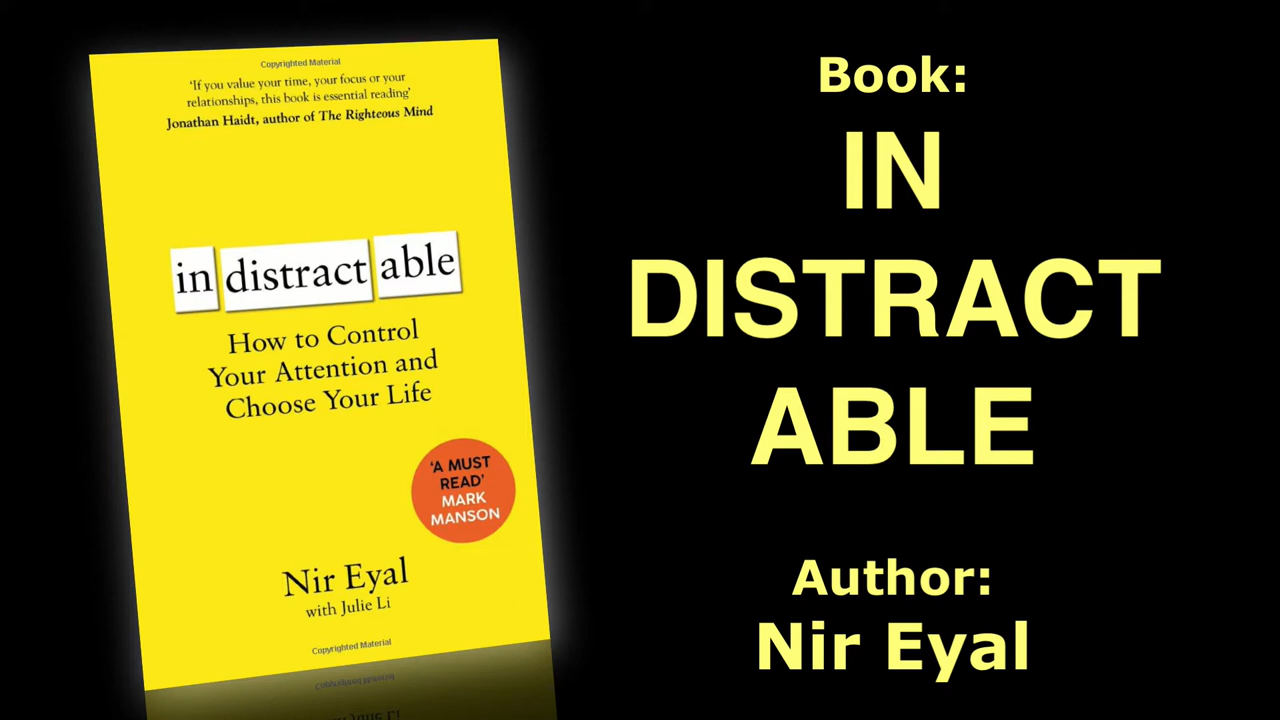 Copyrighted Material
‘If you value your time, your focus or your
relationships, this book is essential reading’
Jonathan Haidt, author of The Righteous Mind
in distract able
How to Control
Your Attention and
Choose Your Life
‘A MUST
READ’
MARK
MANSON
Nir Eyal
with Julie Li
Copyrighted Material
Book:
IN
DISTRACT
ABLE
Author:
Nir Eyal